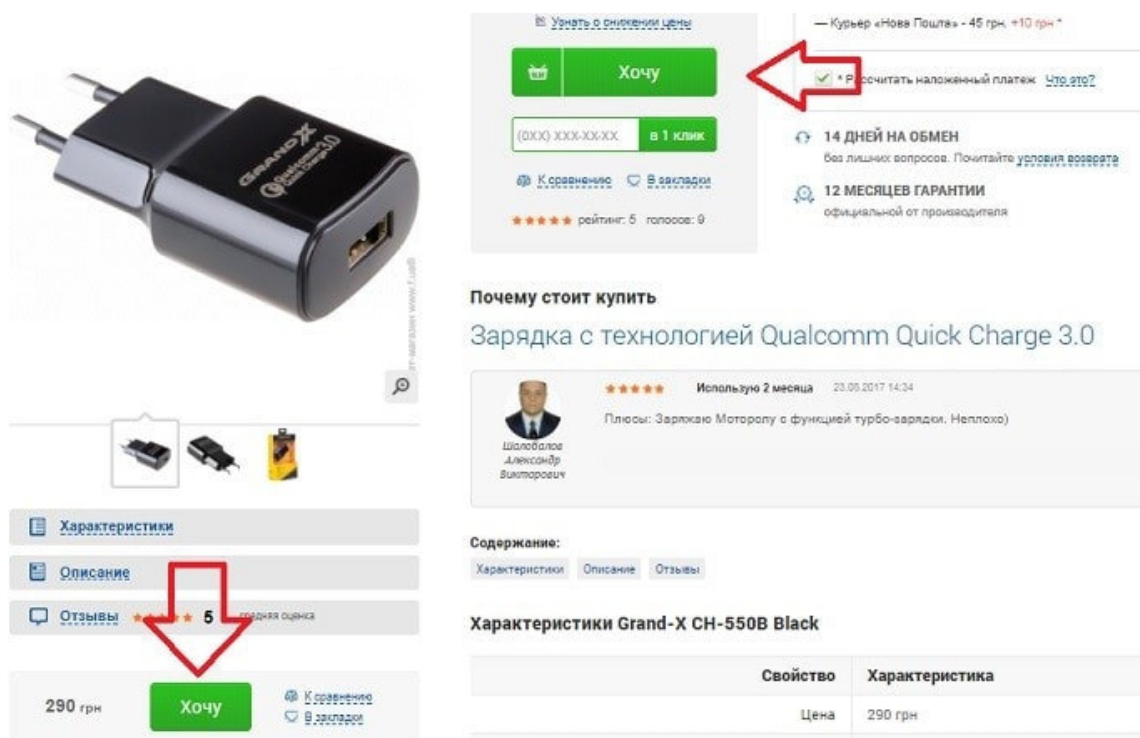 GRAND-X
Qualcomm
Quick Charge 3.0
Характеристики
Описание
Отзывы 5 средняя оценка
290 грн
Хочу
К сравнению
В закладки
Узнать о снижении цены
Хочу
(0XX) XXX-XX-XX
в 1 клик
К сравнению
В закладки
рейтинг: 5 голосов: 9
— Курьер «Нова Пошта» - 45 грн. +10 грн *
* Рассчитать наложенный платеж Что это?
14 ДНЕЙ НА ОБМЕН
без лишних вопросов. Почитайте условия возврата
12 МЕСЯЦЕВ ГАРАНТИИ
официальной от производителя
Почему стоит купить
Зарядка с технологией Qualcomm Quick Charge 3.0
Использую 2 месяца 23.05.2017 14:34
Плюсы: Заряжаю Моторолу с функцией турбо-зарядки. Неплохо)
Шалобалов
Александр
Викторович
Содержание:
Характеристики Описание Отзывы
Характеристики Grand-X CH-550B Black
Свойство Характеристика
Цена 290 грн